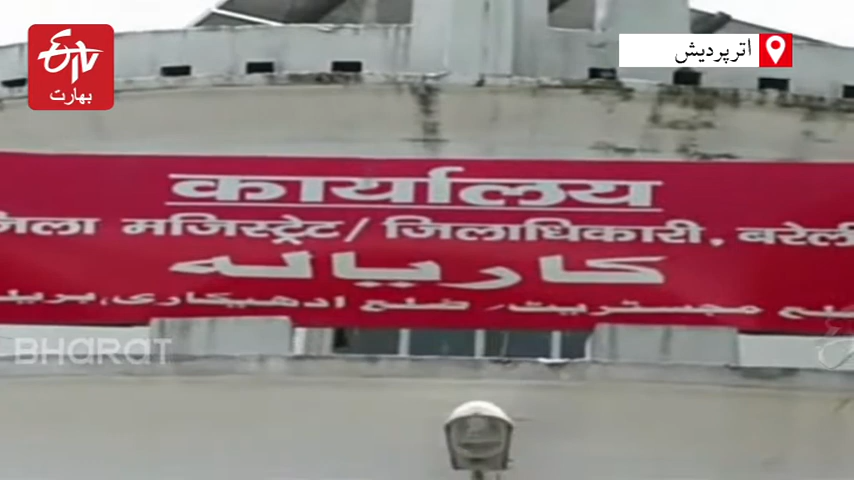 ETV
بھارت
اترپردیش
कार्यालय
जिला मजिस्ट्रेट/ जिलाधिकारी, बरेली
کاریالہ
ضلع مجسٹریٹ، ضلع ادھیکاری، بریلی
BHARAT